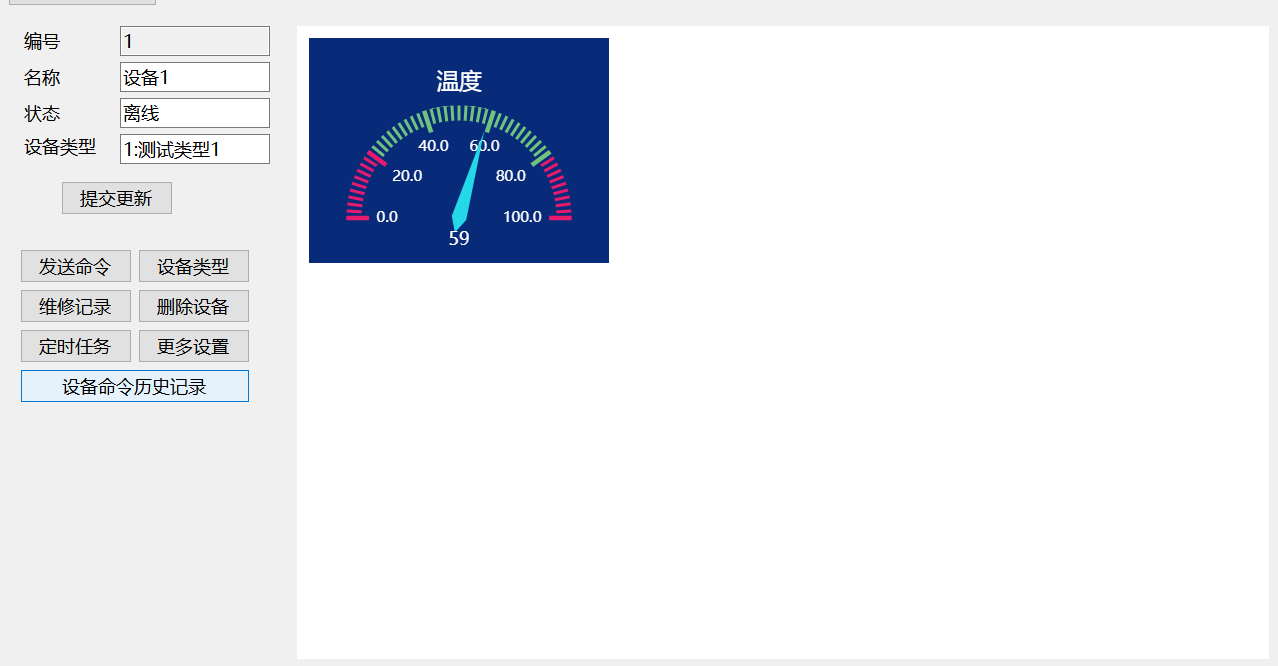 编号 1
名称 设备1
状态 离线
设备类型 1:测试类型1
提交更新
发送命令 设备类型
维修记录 删除设备
定时任务 更多设置
设备命令历史记录
温度
40.0 60.0
20.0 80.0
0.0 100.0
59